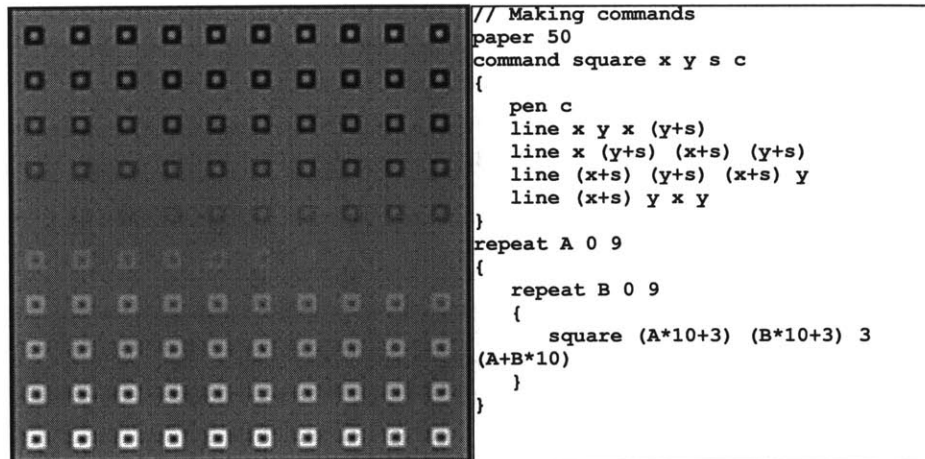 // Making commands
paper 50
command square x y s c
{
   pen c
   line x y x (y+s)
   line x (y+s) (x+s) (y+s)
   line (x+s) (y+s) (x+s) y
   line (x+s) y x y
}
repeat A 0 9
{
   repeat B 0 9
   {
      square (A*10+3) (B*10+3) 3
(A+B*10)
   }
}